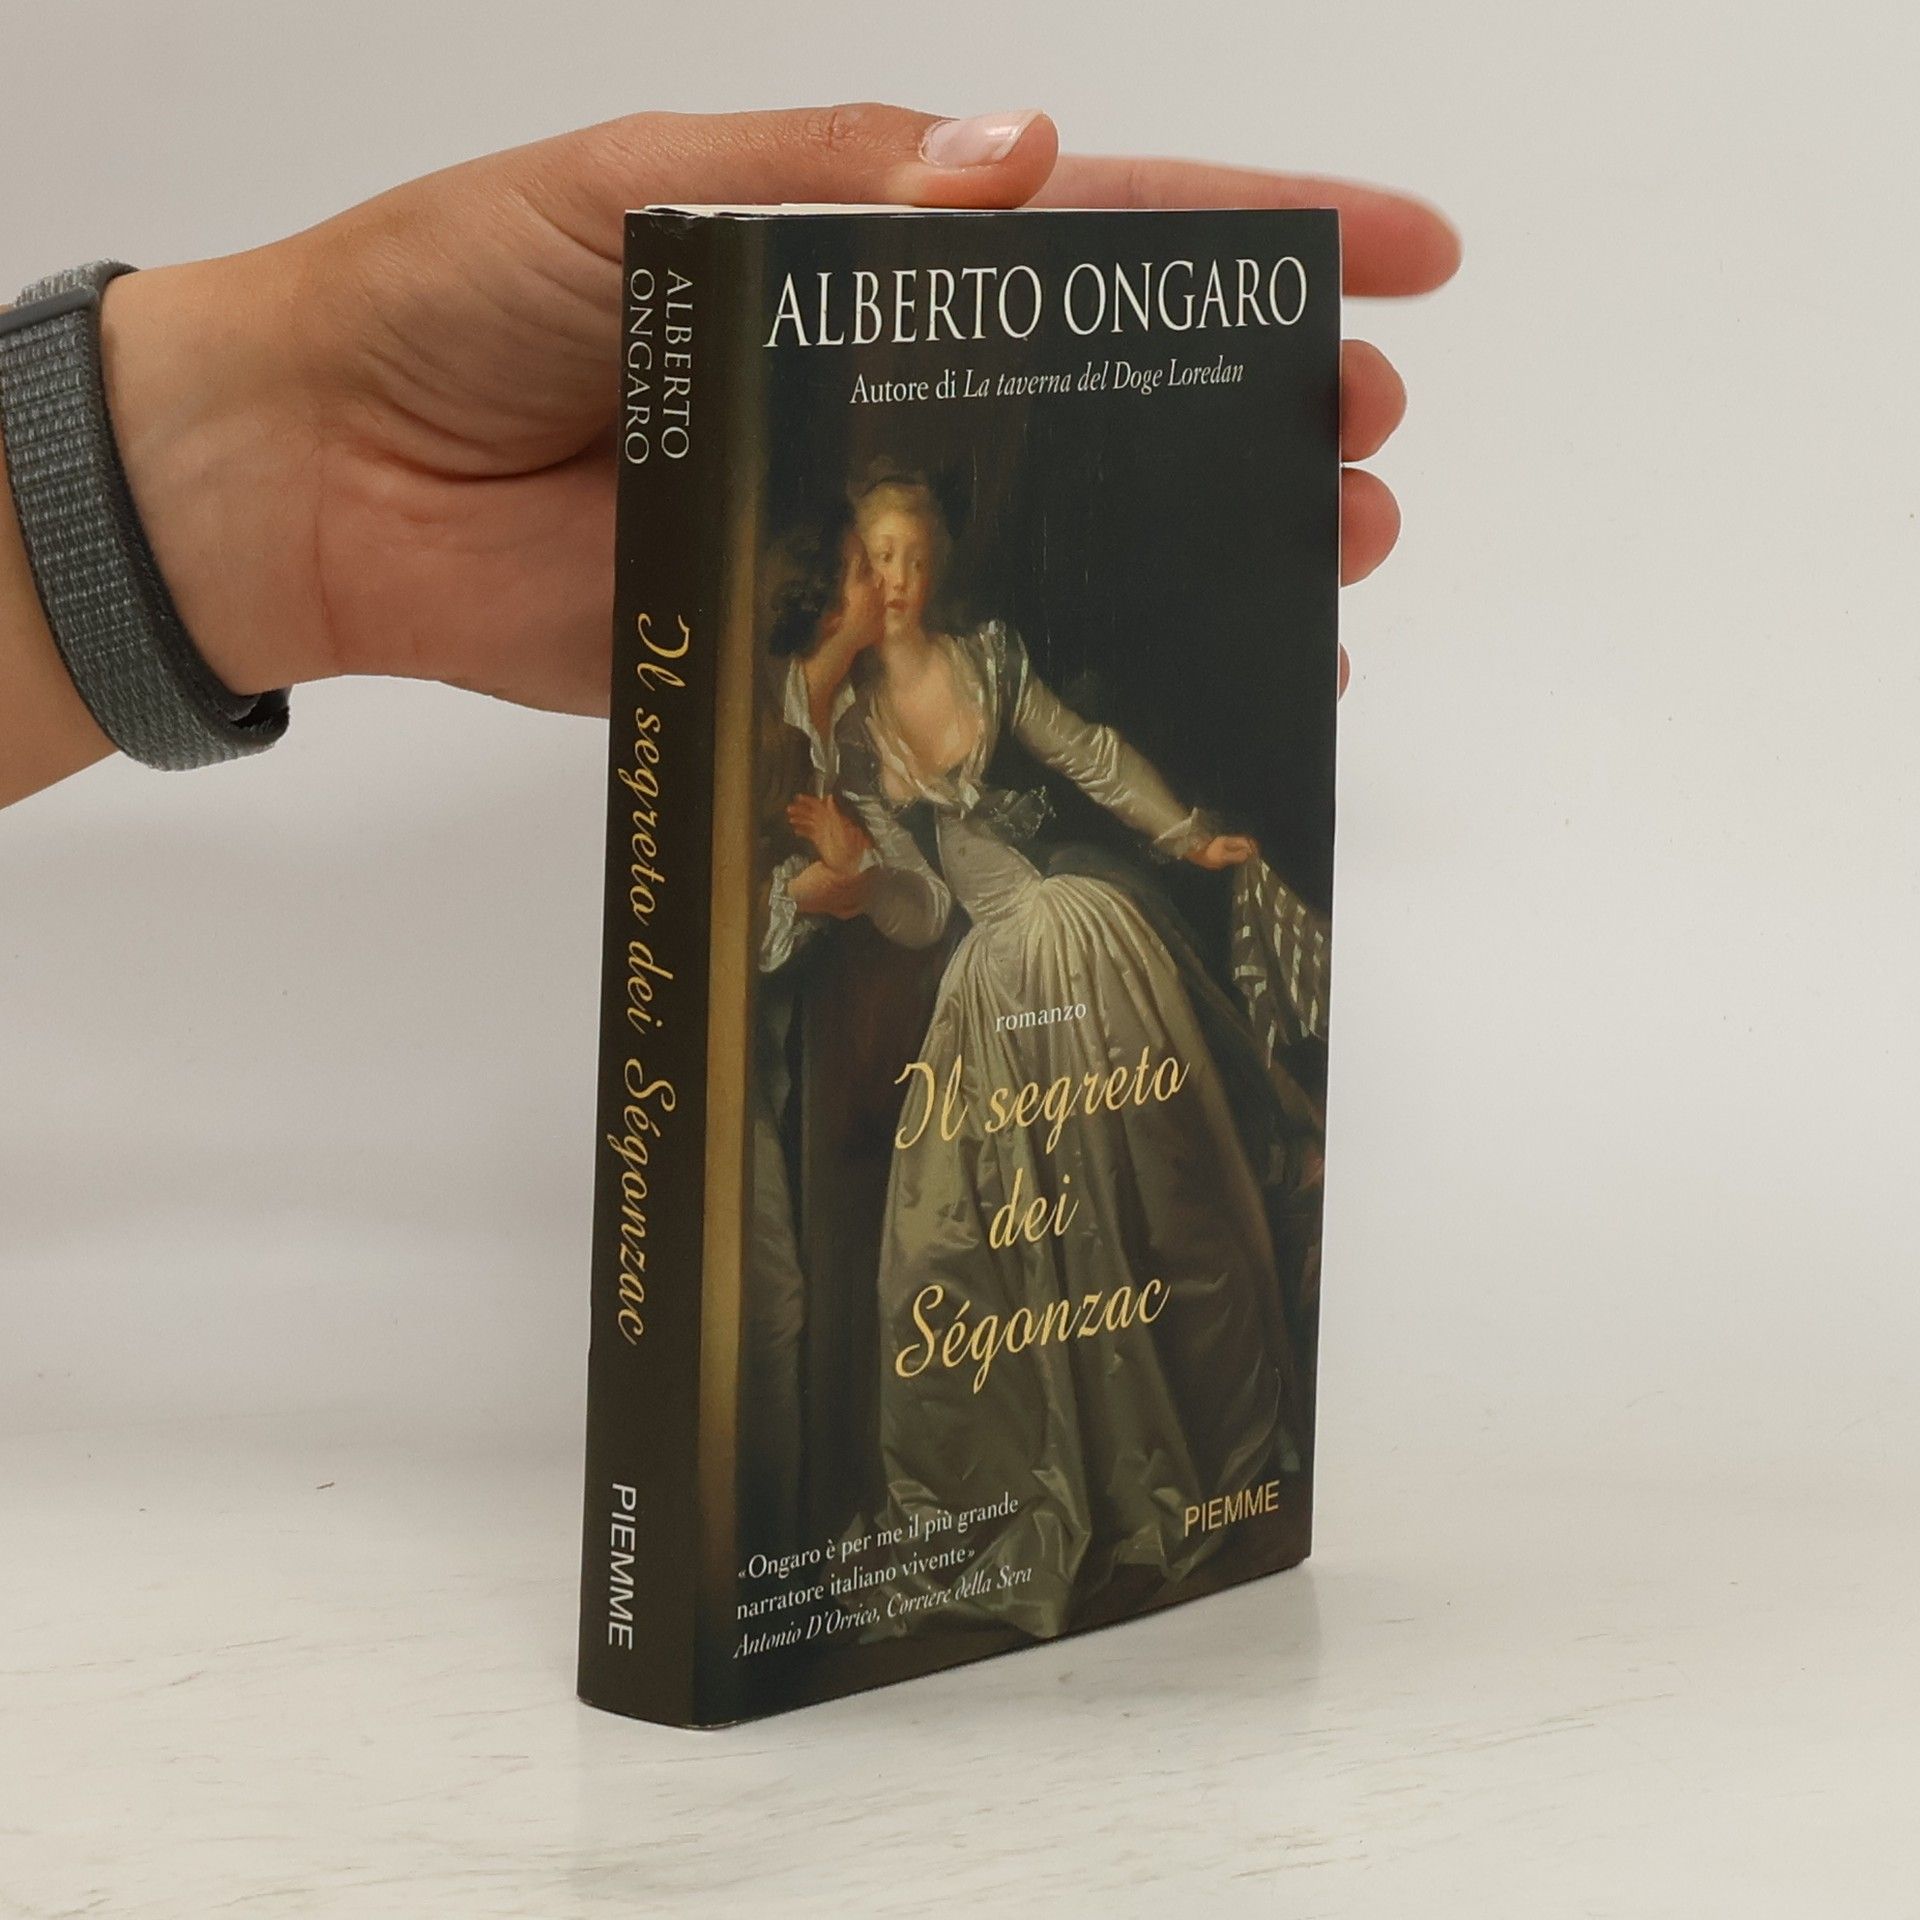 ALBERTO
ONGARO
Il segreto dei Ségonzac
PIEMME
ALBERTO ONGARO
Autore di La taverna del Doge Loredan
romanzo
Il segreto
dei
Ségonzac
PIEMME
«Ongaro è per me il più grande
narratore italiano vivente»
Antonio D'Orrico, Corriere della Sera